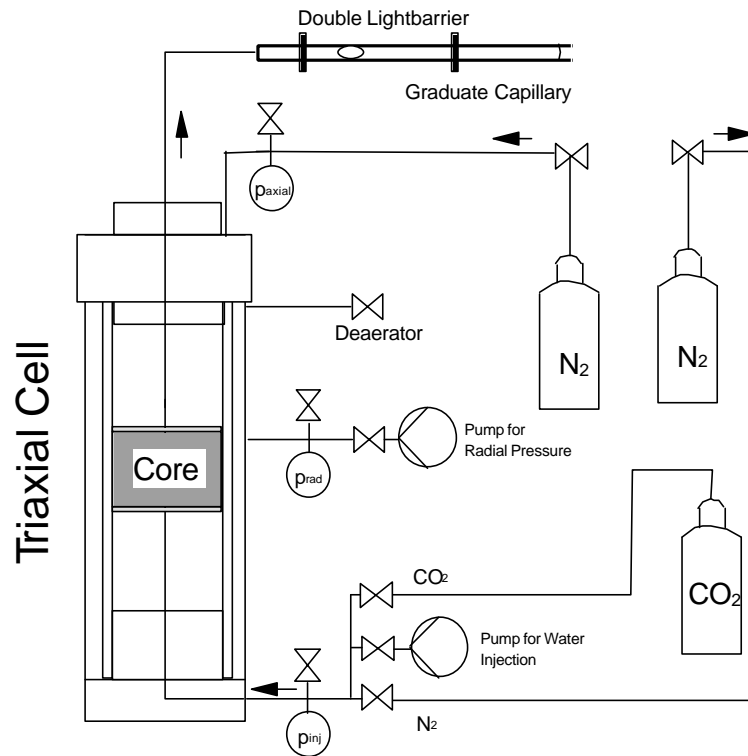 Double Lightbarrier
Graduate Capillary
paxial
Deaerator
N2
N2
Triaxial Cell
Core
prad
Pump for
Radial Pressure
CO2
CO2
Pump for Water
Injection
pinj
N2